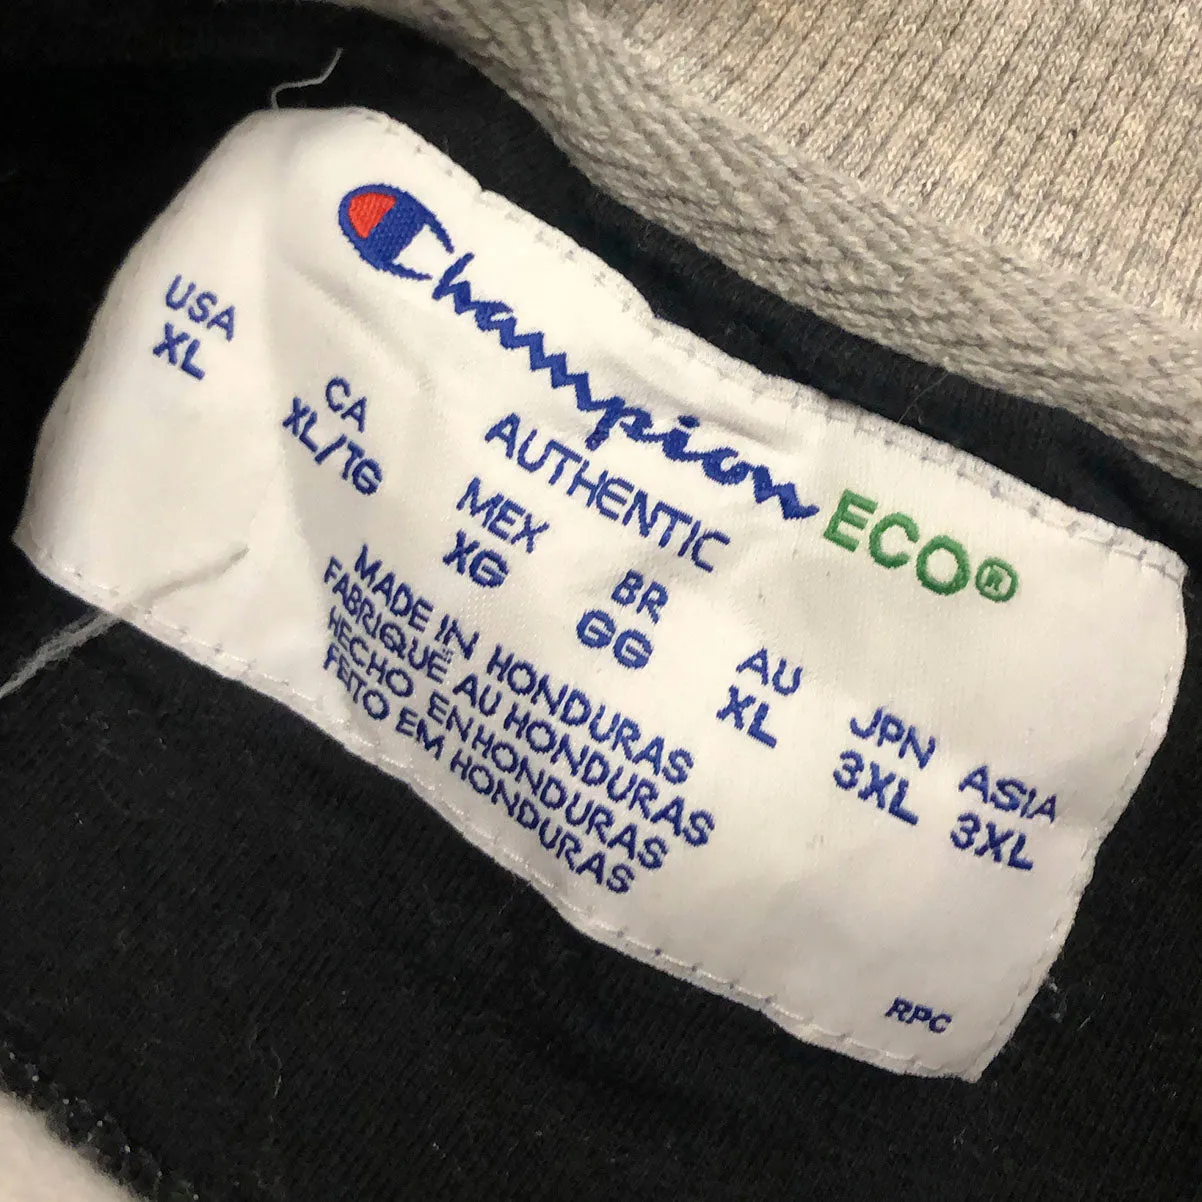 Champion ECO®
AUTHENTIC
USA CA MEX BR AU JPN ASIA
XL XL/TG XG GG XL 3XL 3XL
MADE IN HONDURAS
FABRIQUÉ AU HONDURAS
HECHO EN HONDURAS
FEITO EM HONDURAS
RPC